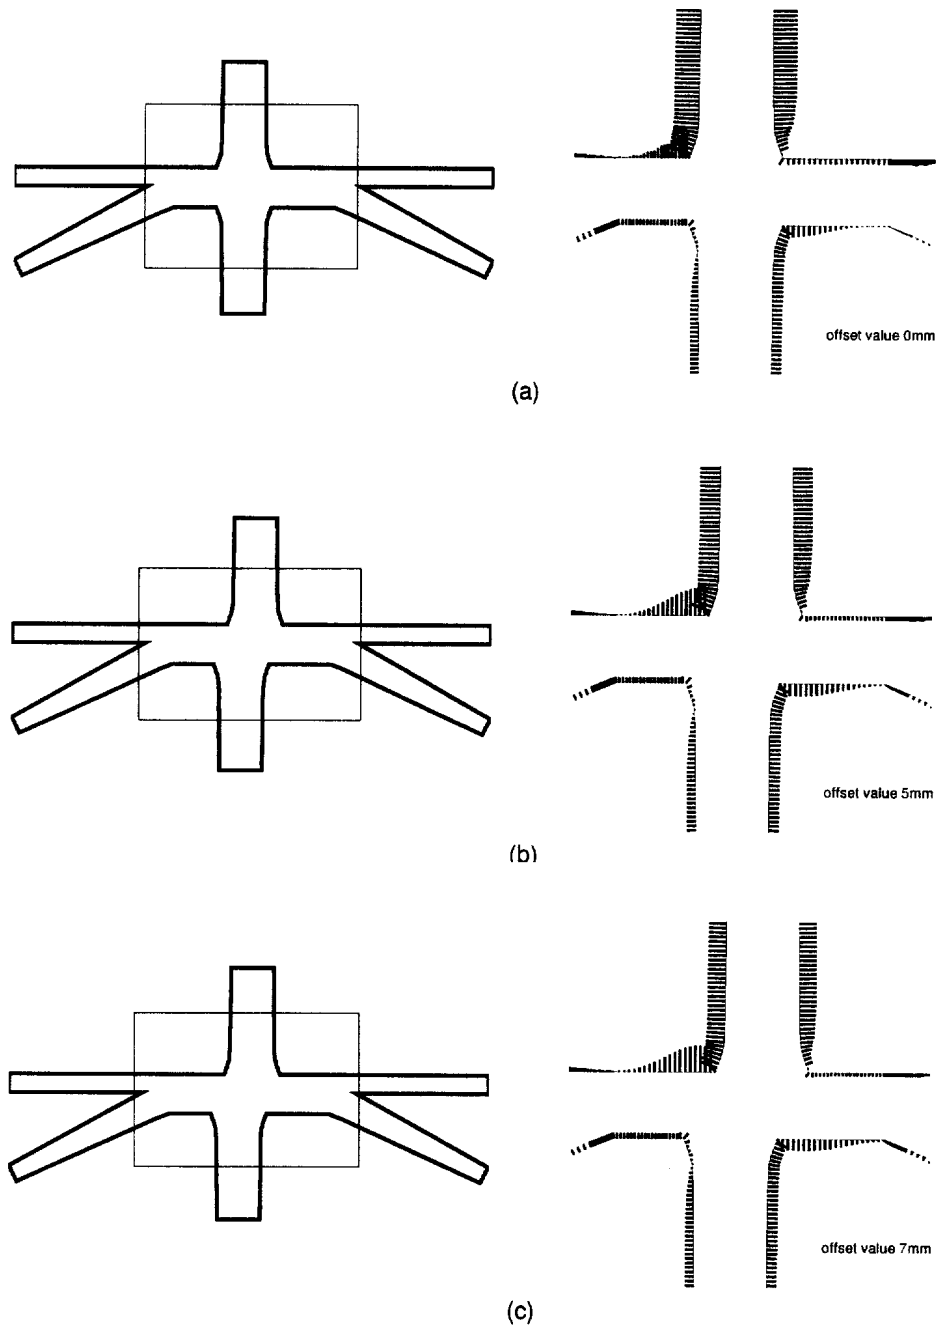 offset value 0mm
(a)
offset value 5mm
(b)
offset value 7mm
(c)